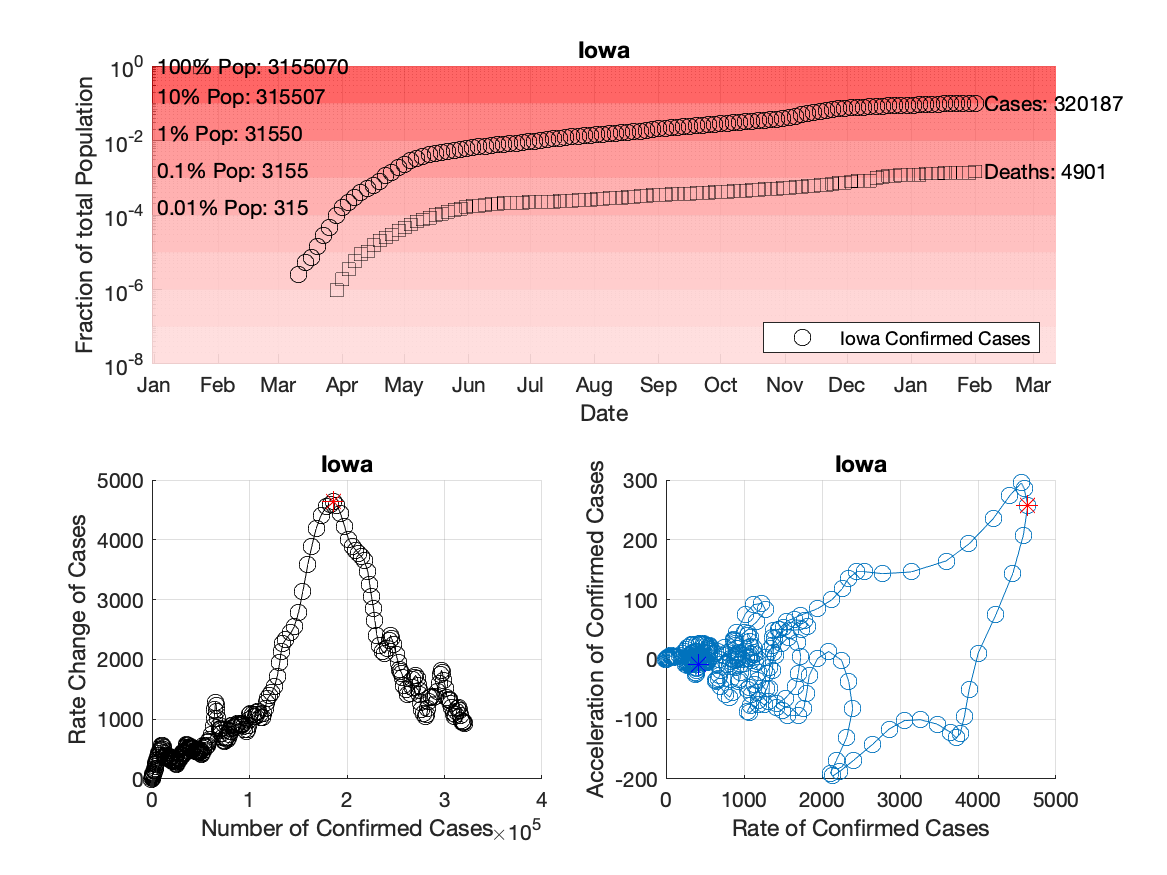 Iowa
Fraction of total Population
10^0
10^-2
10^-4
10^-6
10^-8
100% Pop: 3155070
10% Pop: 315507
1% Pop: 31550
0.1% Pop: 3155
0.01% Pop: 315
Cases: 320187
Deaths: 4901
Iowa Confirmed Cases
Jan Feb Mar Apr May Jun Jul Aug Sep Oct Nov Dec Jan Feb Mar
Date
Iowa
Rate Change of Cases
5000
4000
3000
2000
1000
0
0 1 2 3 4
Number of Confirmed Cases ×10^5
Iowa
Acceleration of Confirmed Cases
300
200
100
0
-100
-200
0 1000 2000 3000 4000 5000
Rate of Confirmed Cases